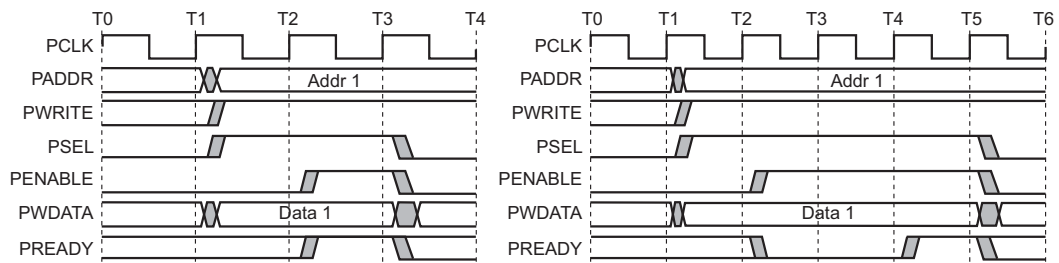 T0 T1 T2 T3 T4
PCLK
PADDR Addr 1
PWRITE
PSEL
PENABLE
PWDATA Data 1
PREADY
T0 T1 T2 T3 T4 T5 T6
PCLK
PADDR Addr 1
PWRITE
PSEL
PENABLE
PWDATA Data 1
PREADY